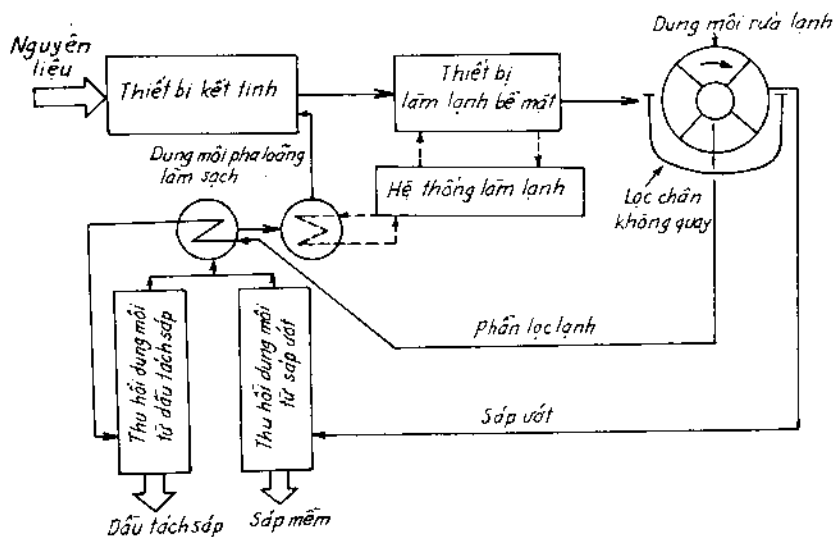 Nguyên
liệu
Thiết bị kết tinh
Thiết bị
làm lạnh bề mặt
Dung môi rửa lạnh
Dung môi pha loãng
làm sạch
Hệ thống làm lạnh
Lọc chân
không quay
Phần lọc lạnh
Thu hồi dung môi
từ dầu tách sáp
Thu hồi dung môi
từ sáp ướt
Sáp ướt
Dầu tách sáp
Sáp mềm